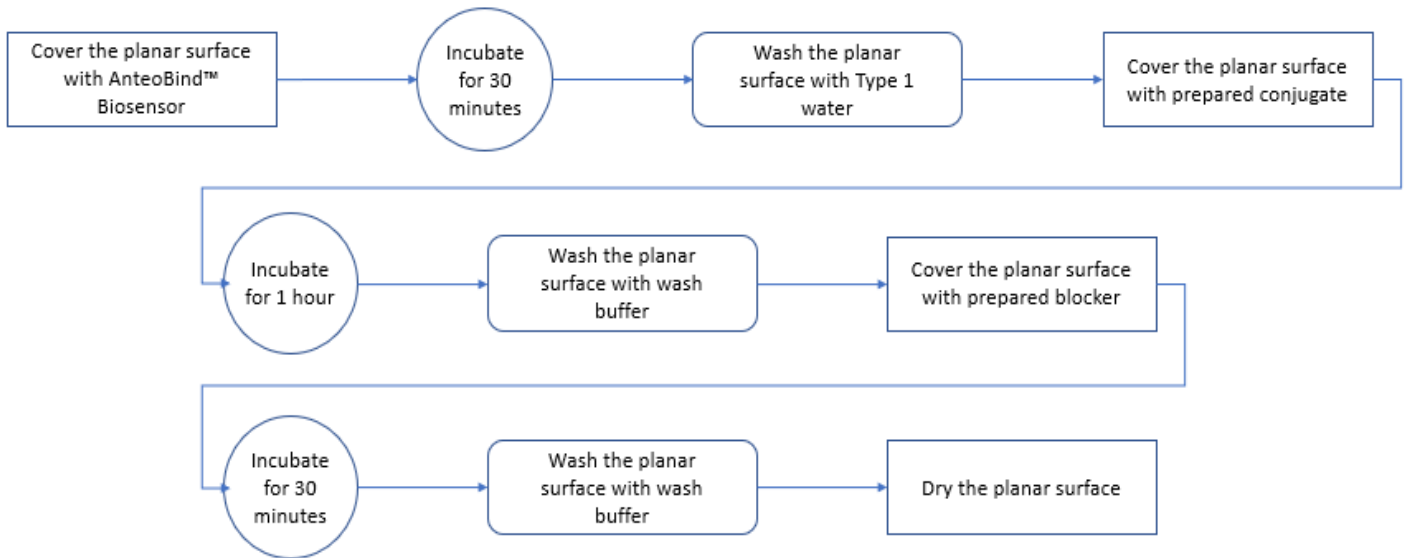 Cover the planar surface
with AnteoBind™
Biosensor
Incubate
for 30
minutes
Wash the planar
surface with Type 1
water
Cover the planar surface
with prepared conjugate
Incubate
for 1 hour
Wash the planar
surface with wash
buffer
Cover the planar surface
with prepared blocker
Incubate
for 30
minutes
Wash the planar
surface with wash
buffer
Dry the planar surface